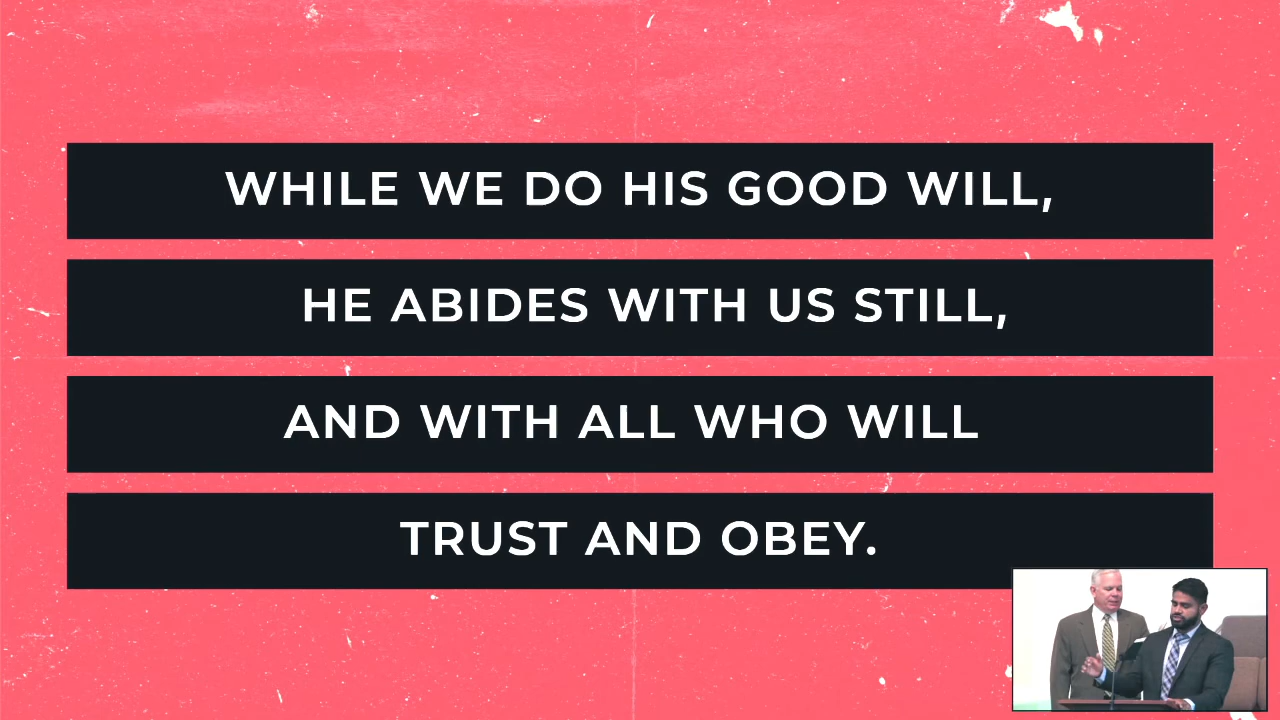 WHILE WE DO HIS GOOD WILL,
HE ABIDES WITH US STILL,
AND WITH ALL WHO WILL
TRUST AND OBEY.